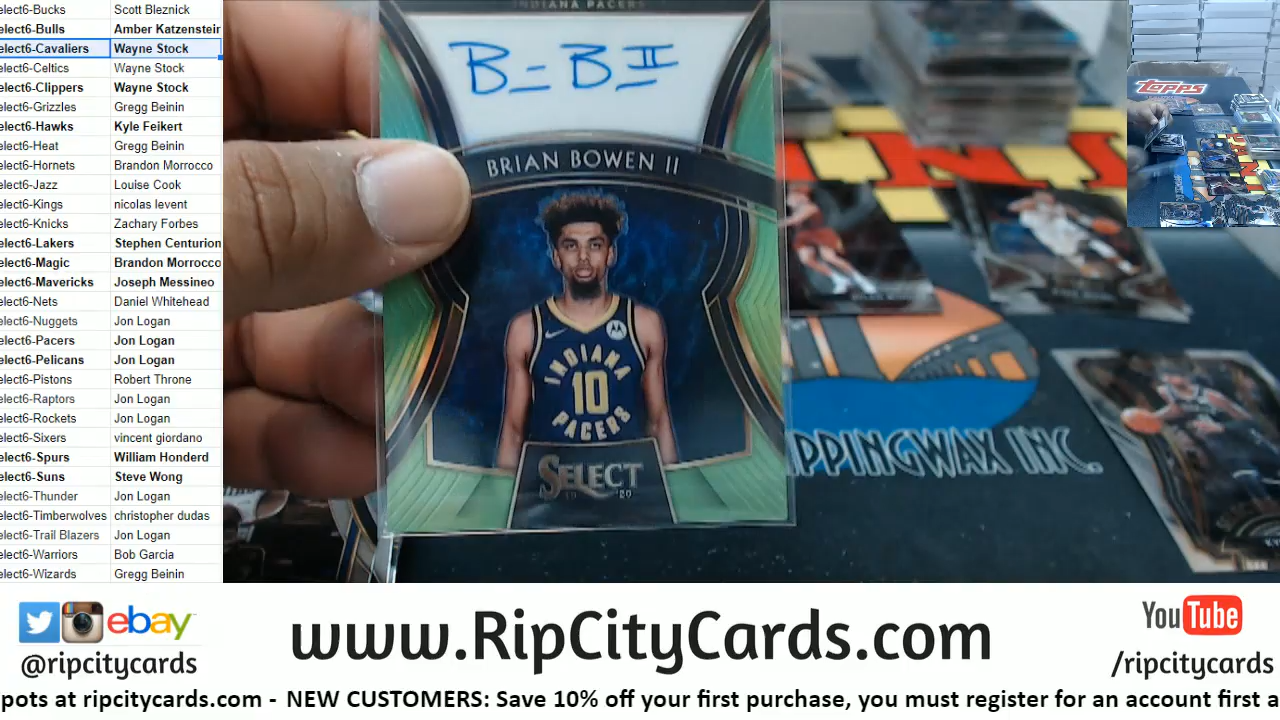 elect6-Bucks Scott Bleznick
elect6-Bulls Amber Katzenstein
elect6-Cavaliers Wayne Stock
elect6-Celtics Wayne Stock
elect6-Clippers Wayne Stock
elect6-Grizzles Gregg Beinin
elect6-Hawks Kyle Feikert
elect6-Heat Gregg Beinin
elect6-Hornets Brandon Morrocco
elect6-Jazz Louise Cook
elect6-Kings nicolas levent
elect6-Knicks Zachary Forbes
elect6-Lakers Stephen Centurion
elect6-Magic Brandon Morrocco
elect6-Mavericks Joseph Messineo
elect6-Nets Daniel Whitehead
elect6-Nuggets Jon Logan
elect6-Pacers Jon Logan
elect6-Pelicans Jon Logan
elect6-Pistons Robert Throne
elect6-Raptors Jon Logan
elect6-Rockets Jon Logan
elect6-Sixers vincent giordano
elect6-Spurs William Honderd
elect6-Suns Steve Wong
elect6-Thunder Jon Logan
elect6-Timberwolves christopher dudas
elect6-Trail Blazers Jon Logan
elect6-Warriors Bob Garcia
elect6-Wizards Gregg Beinin
INDIANA PACERS
B-B II
BRIAN BOWEN II
INDIANA
10
PACERS
SELECT
19 20
topps
PPINGWAX INC.
ebay
@ripcitycards
www.RipCityCards.com
YouTube
/ripcitycards
pots at ripcitycards.com - NEW CUSTOMERS: Save 10% off your first purchase, you must register for an account first a